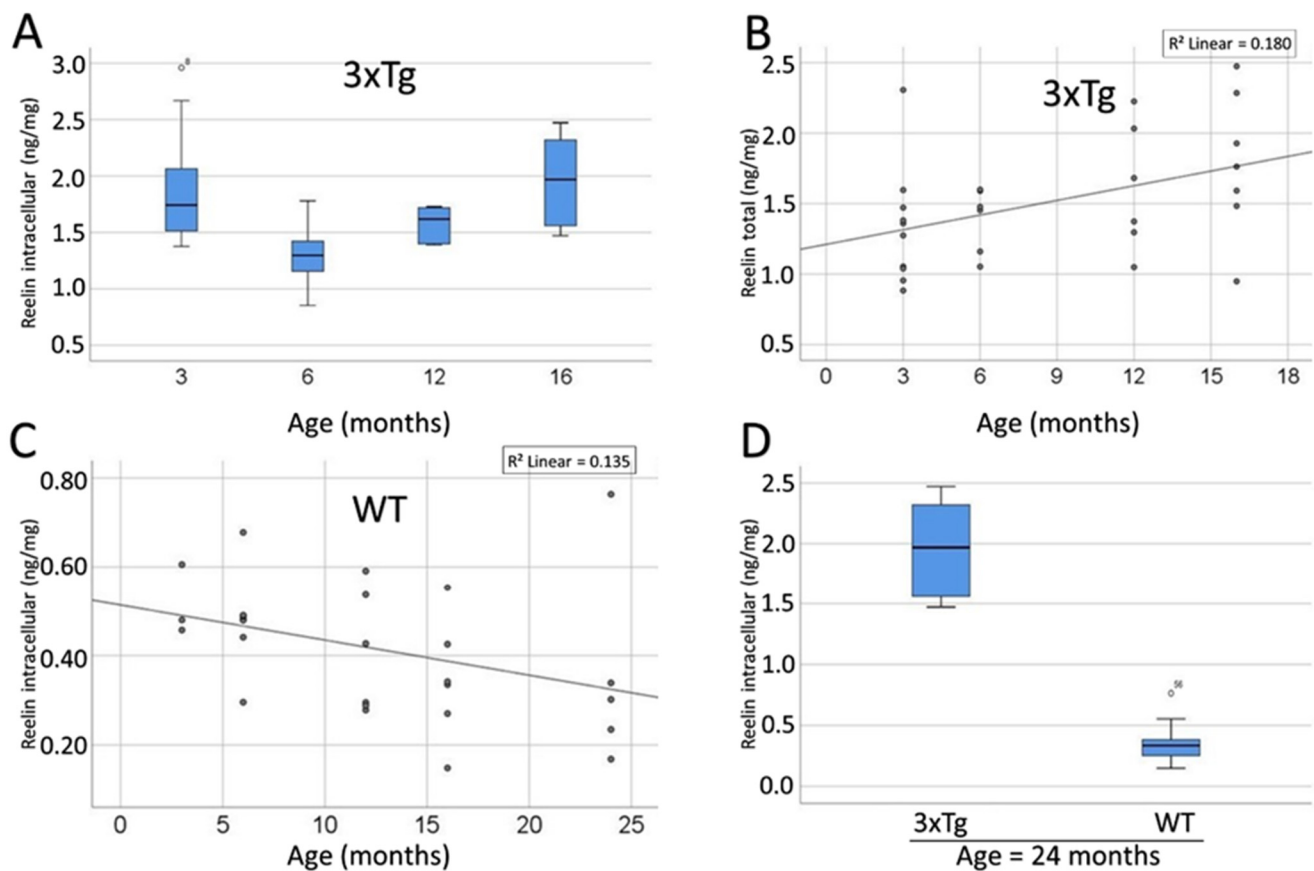 A
3xTg
3.0
2.5
2.0
1.5
1.0
0.5
Reelin intracellular (ng/mg)
8
3 6 12 16
Age (months)
B
R² Linear = 0.180
3xTg
2.5
2.0
1.5
1.0
0.5
Reelin total (ng/mg)
0 3 6 9 12 15 18
Age (months)
C
R² Linear = 0.135
WT
0.80
0.60
0.40
0.20
Reelin intracellular (ng/mg)
0 5 10 15 20 25
Age (months)
D
2.5
2.0
1.5
1.0
0.5
0.0
Reelin intracellular (ng/mg)
56
3xTg WT
Age = 24 months